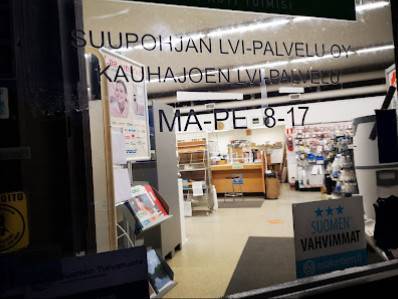 SUUPOHJAN LVI-PALVELU OY
KAUHAJOEN LVI-PALVELU
MA-PE 8-17
SUOMEN
VAHVIMMAT